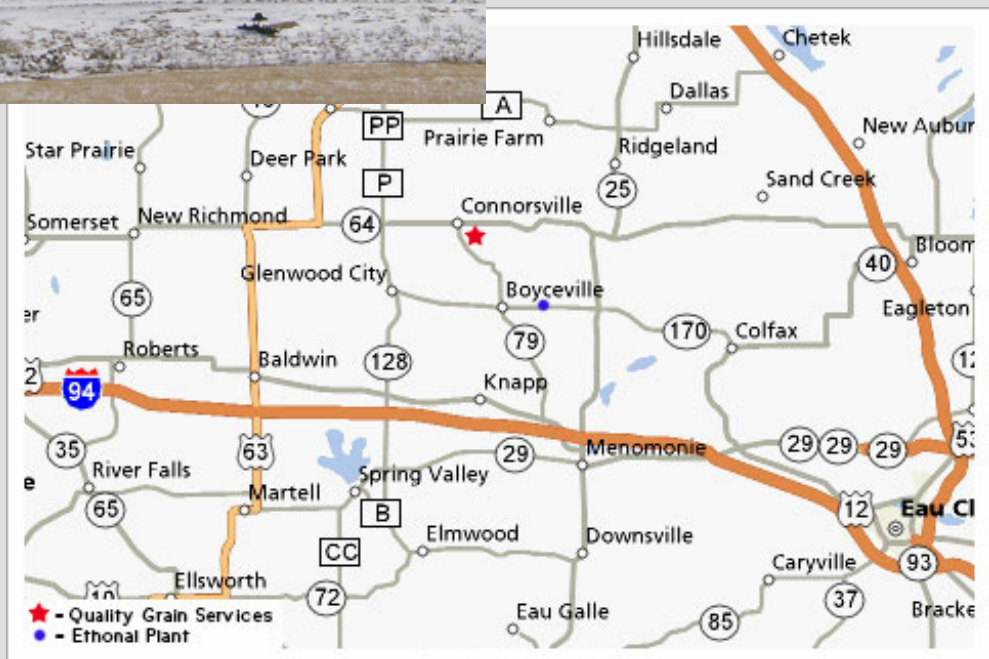 Hillsdale
Chetek
Dallas
A
PP
Prairie Farm
New Aubur
Star Prairie
Deer Park
Ridgeland
P
25
Sand Creek
Connorsville
Somerset
New Richmond
64
Bloom
40
Glenwood City
65
Boyceville
Eagleton
er
170
Colfax
79
Roberts
Baldwin
128
12
2
94
Knapp
35
63
29
Menomonie
29
29
29
53
e
River Falls
Spring Valley
65
Martell
B
12
Eau Cl
Elmwood
Downsville
CC
Caryville
93
Ellsworth
10
72
37
Eau Galle
85
Bracke
- Quality Grain Services
- Ethonal Plant